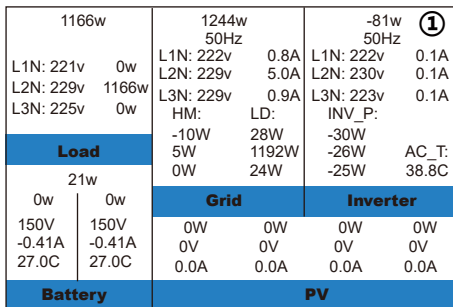 1166w
L1N: 221v 0w
L2N: 229v 1166w
L3N: 225v 0w
Load
1244w
50Hz
L1N: 222v 0.8A
L2N: 229v 5.0A
L3N: 229v 0.9A
HM: LD:
-10W 28W
5W 1192W
0W 24W
Grid
-81w ①
50Hz
L1N: 222v 0.1A
L2N: 230v 0.1A
L3N: 223v 0.1A
INV_P:
-30W
-26W AC_T:
-25W 38.8C
Inverter
21w
0w 0w
150V 150V
-0.41A -0.41A
27.0C 27.0C
Battery
0W 0W 0W 0W
0V 0V 0V 0V
0.0A 0.0A 0.0A 0.0A
PV